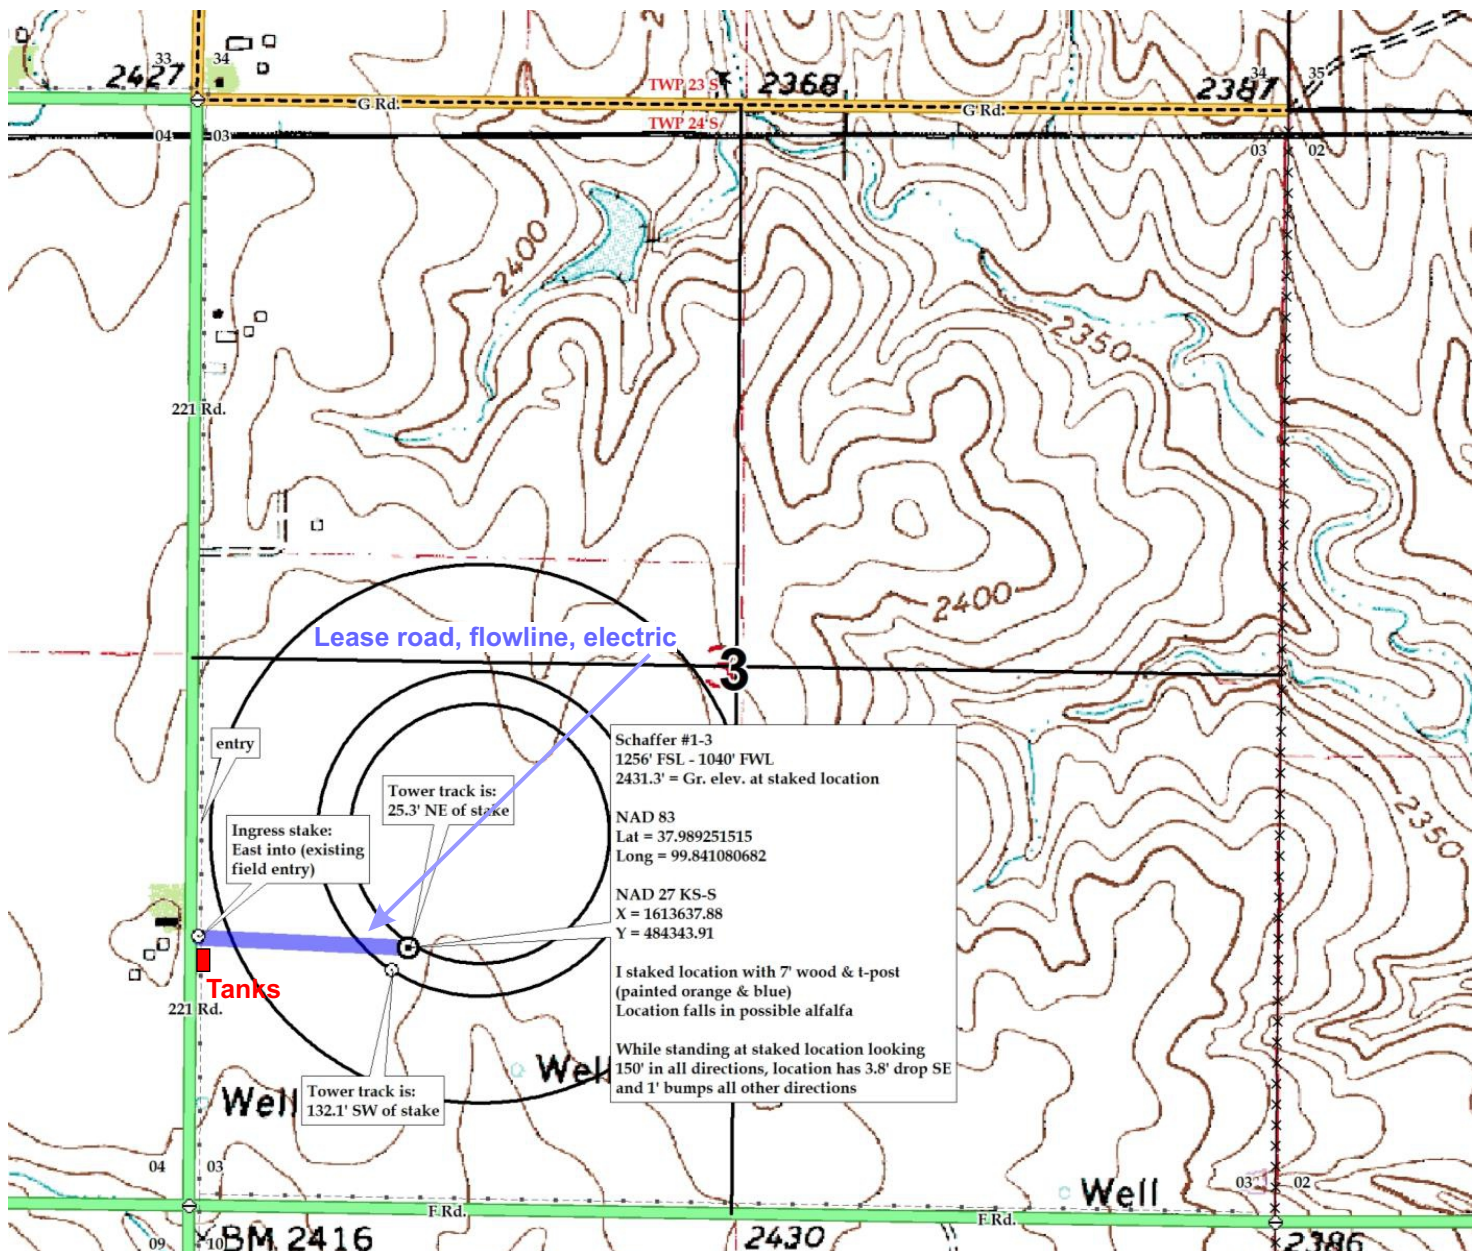 33
34
2427
TWP 23 S
2368
34
35
2387
G Rd.
G Rd.
TWP 24 S
04
03
03
02
2400
2350
221 Rd.
2400
Lease road, flowline, electric
3
entry
Schaffer #1-3
1256' FSL - 1040' FWL
2431.3' = Gr. elev. at staked location
NAD 83
Lat = 37.989251515
Long = 99.841080682
NAD 27 KS-S
X = 1613637.88
Y = 484343.91
I staked location with 7' wood & t-post
(painted orange & blue)
Location falls in possible alfalfa
While standing at staked location looking
150' in all directions, location has 3.8' drop SE
and 1' bumps all other directions
Tower track is:
25.3' NE of stake
Ingress stake:
East into (existing
field entry)
2350
Tanks
221 Rd.
Well
Well
Tower track is:
132.1' SW of stake
04
03
Well
03
02
F Rd.
F Rd.
09
10
BM 2416
2430
2386